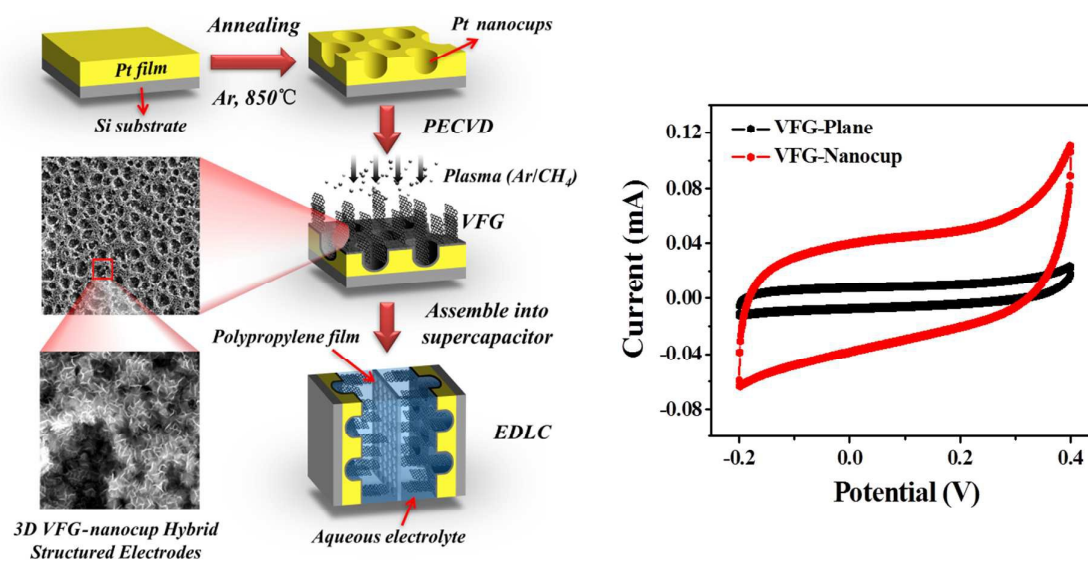 Annealing
Pt nanocups
Pt film
Ar, 850℃
Si substrate
PECVD
Plasma (Ar/CH₄)
VFG
Assemble into
supercapacitor
Polypropylene film
EDLC
Aqueous electrolyte
3D VFG-nanocup Hybrid
Structured Electrodes
VFG-Plane
VFG-Nanocup
0.12
0.08
0.04
0.00
-0.04
-0.08
Current (mA)
-0.2 0.0 0.2 0.4
Potential (V)